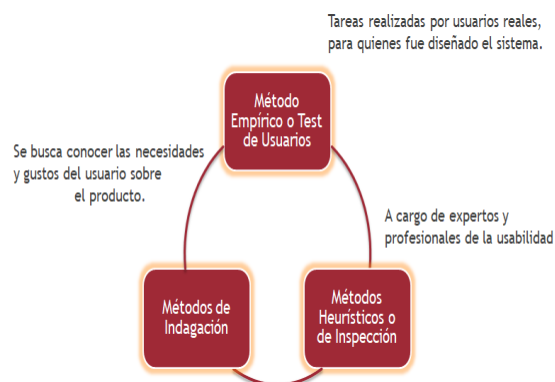 Tareas realizadas por usuarios reales,
para quienes fue diseñado el sistema.
Método
Empírico o Test
de Usuarios
Se busca conocer las necesidades
y gustos del usuario sobre
el producto.
A cargo de expertos y
profesionales de la usabilidad
Métodos de
Indagación
Métodos
Heurísticos o
de Inspección